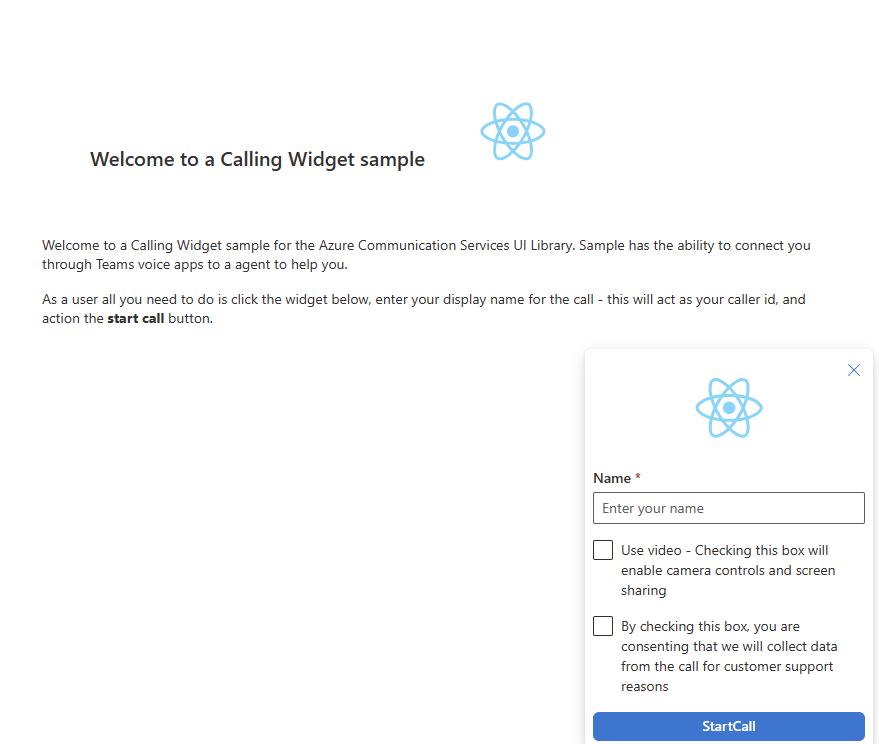 Welcome to a Calling Widget sample
Welcome to a Calling Widget sample for the Azure Communication Services UI Library. Sample has the ability to connect you
through Teams voice apps to a agent to help you.
As a user all you need to do is click the widget below, enter your display name for the call - this will act as your caller id, and
action the start call button.
Name *
Enter your name
Use video - Checking this box will
enable camera controls and screen
sharing
By checking this box, you are
consenting that we will collect data
from the call for customer support
reasons
StartCall